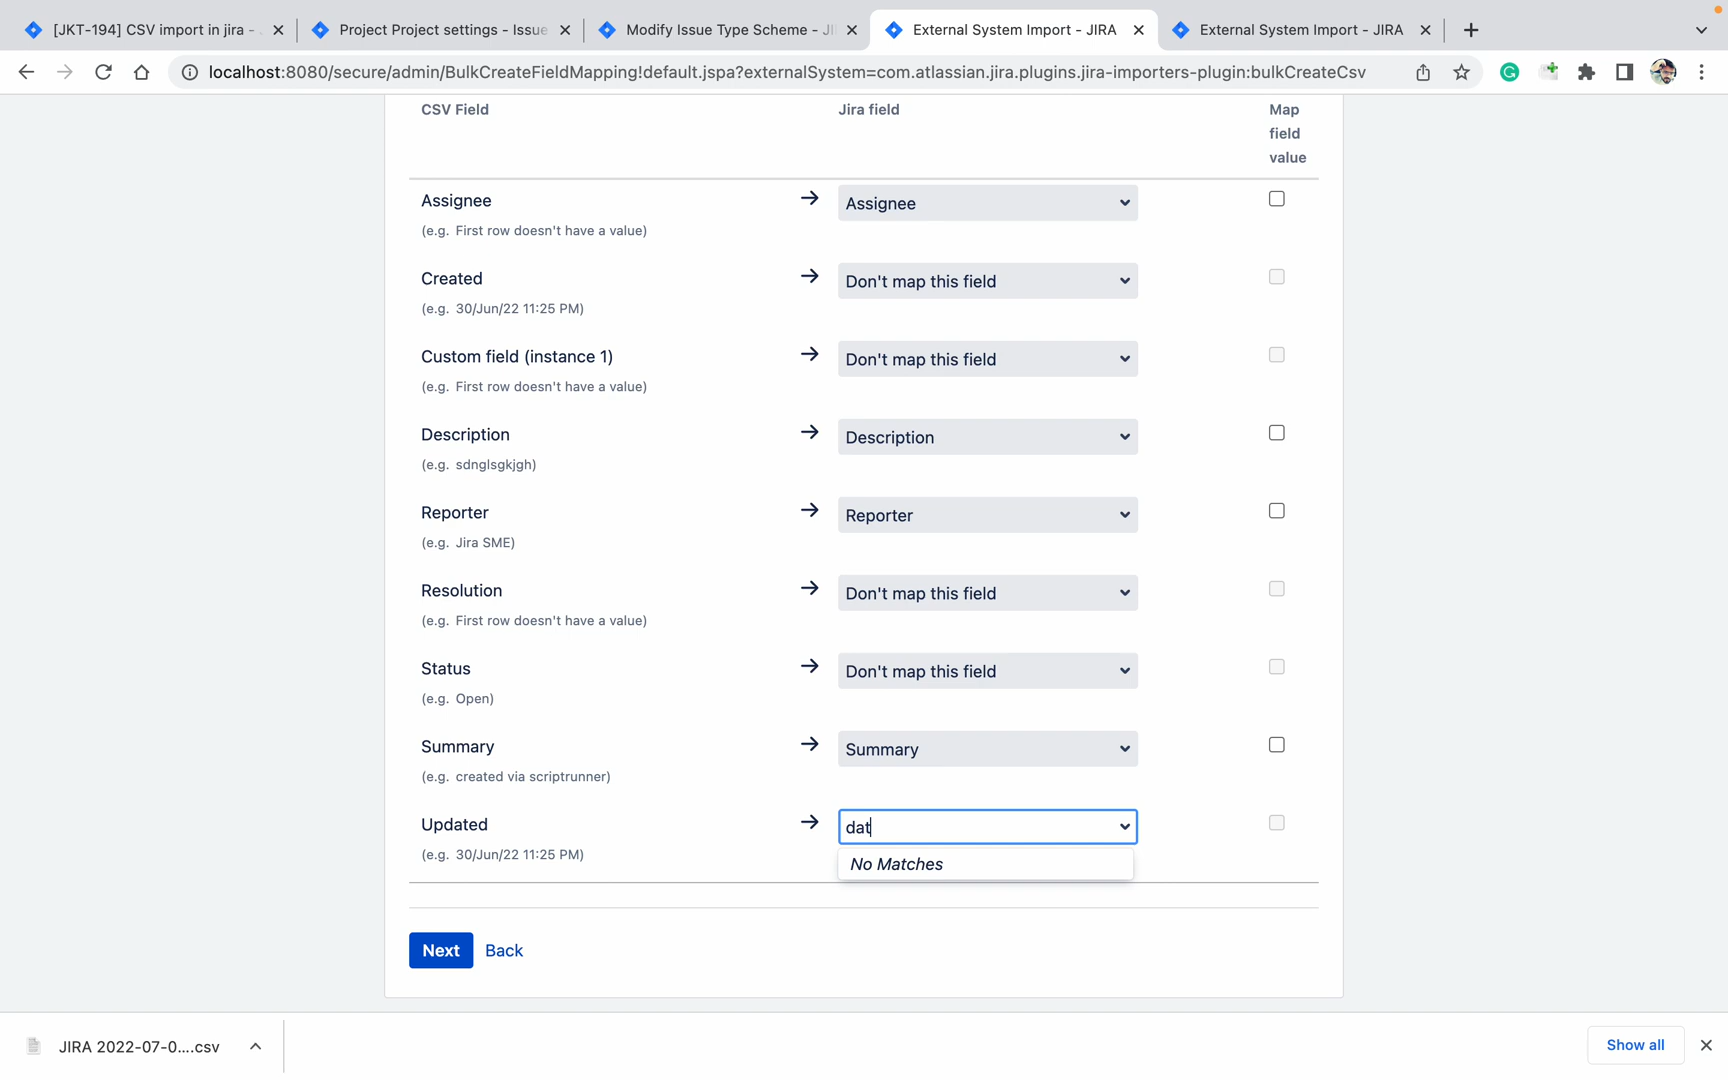 [JKT-194] CSV import in jira -
Project Project settings - Issue
Modify Issue Type Scheme - JI
External System Import - JIRA
External System Import - JIRA
localhost:8080/secure/admin/BulkCreateFieldMapping!default.jspa?externalSystem=com.atlassian.jira.plugins.jira-importers-plugin:bulkCreateCsv
CSV Field
Jira field
Map
field
value
Assignee
Assignee
(e.g. First row doesn't have a value)
Created
Don't map this field
(e.g. 30/Jun/22 11:25 PM)
Custom field (instance 1)
Don't map this field
(e.g. First row doesn't have a value)
Description
Description
(e.g. sdnglsgkjgh)
Reporter
Reporter
(e.g. Jira SME)
Resolution
Don't map this field
(e.g. First row doesn't have a value)
Status
Don't map this field
(e.g. Open)
Summary
Summary
(e.g. created via scriptrunner)
Updated
dat
(e.g. 30/Jun/22 11:25 PM)
No Matches
Next
Back
JIRA 2022-07-0....csv
Show all